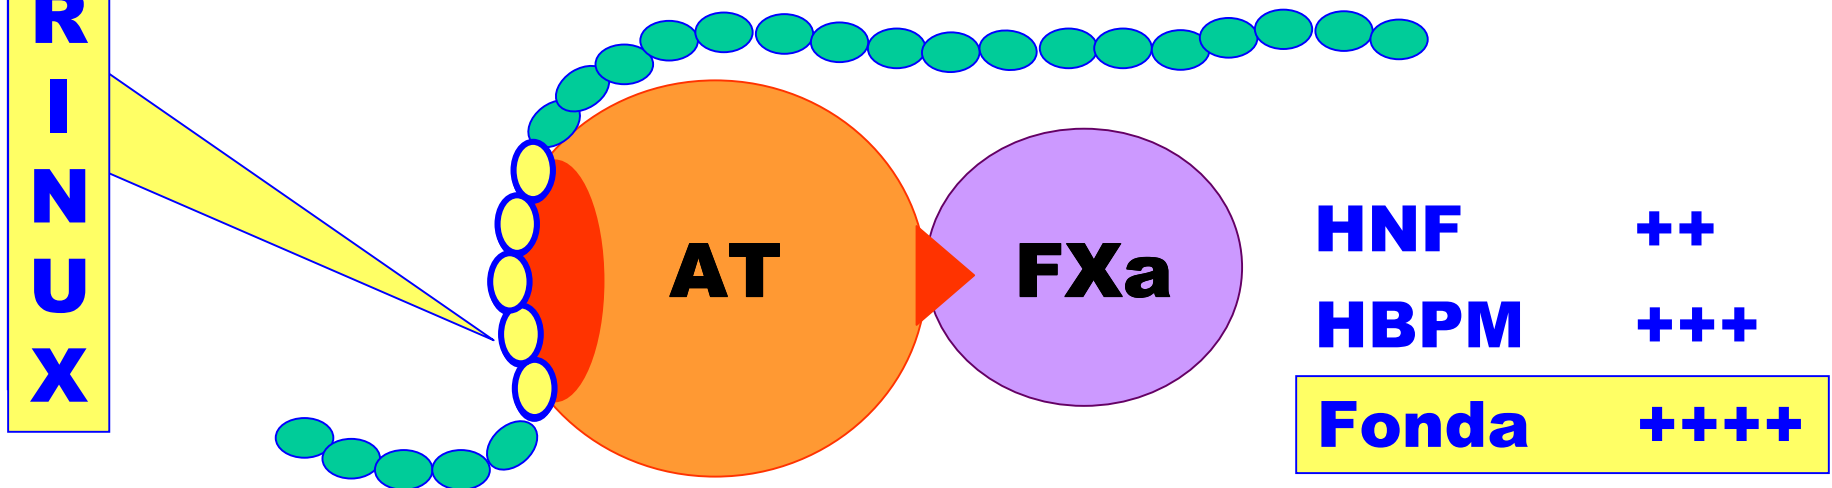 R
I
N
U
X
AT
FXa
HNF ++
HBPM +++
Fonda ++++